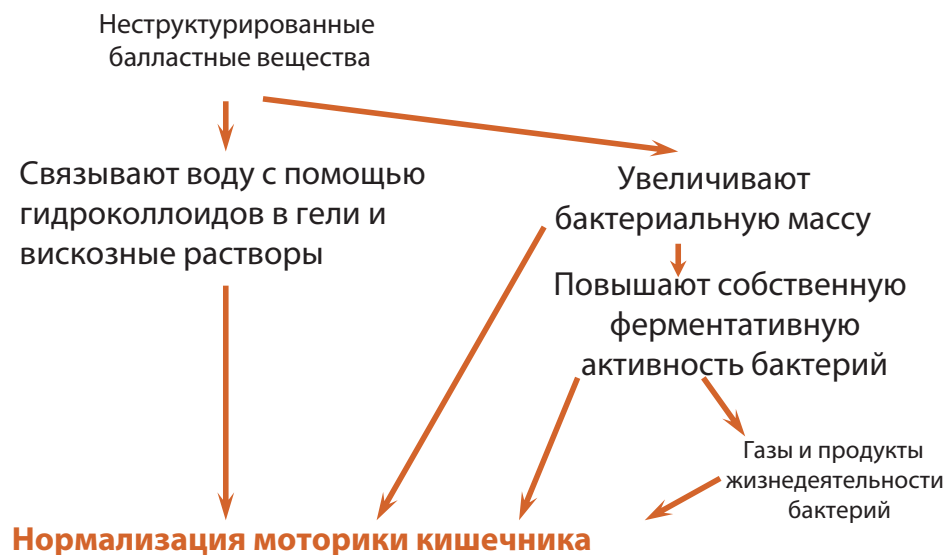 Неструктурированные
балластные вещества
Связывают воду с помощью
гидроколлоидов в гели и
вискозные растворы
Увеличивают
бактериальную массу
Повышают собственную
ферментативную
активность бактерий
Газы и продукты
жизнедеятельности
бактерий
Нормализация моторики кишечника